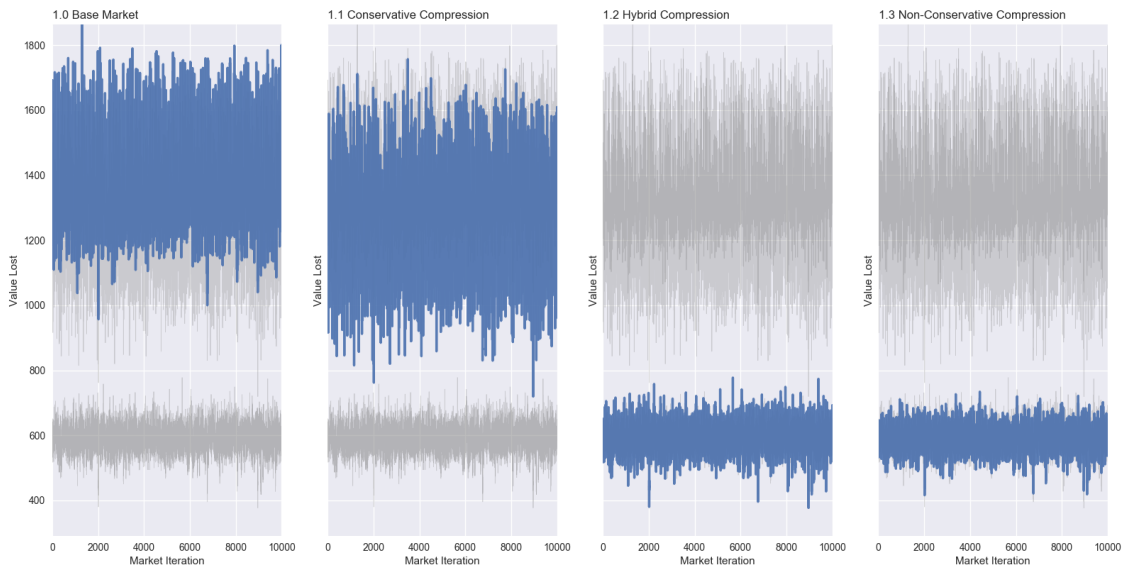 1.0 Base Market
1.1 Conservative Compression
1.2 Hybrid Compression
1.3 Non-Conservative Compression
1800
1600
1400
1200
1000
800
600
400
Value Lost
Value Lost
Value Lost
Value Lost
0 2000 4000 6000 8000 10000
0 2000 4000 6000 8000 10000
0 2000 4000 6000 8000 10000
0 2000 4000 6000 8000 10000
Market Iteration
Market Iteration
Market Iteration
Market Iteration